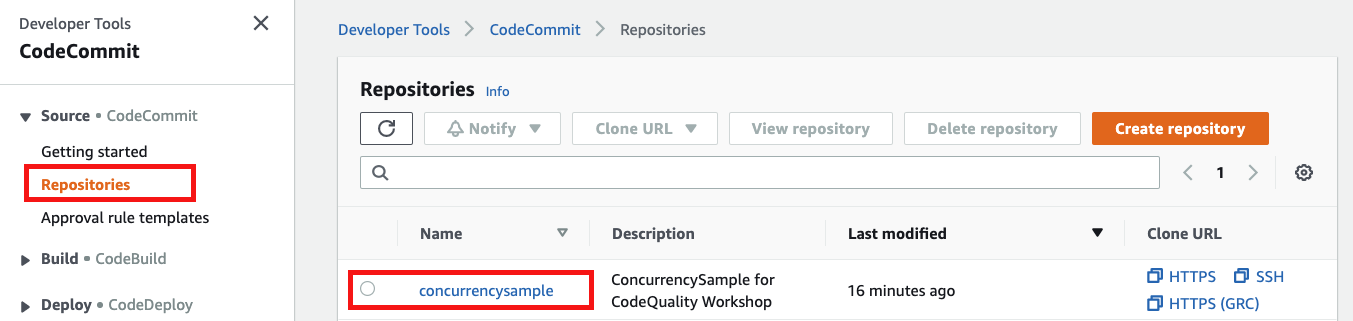 Developer Tools
CodeCommit
Source • CodeCommit
Getting started
Repositories
Approval rule templates
Build • CodeBuild
Deploy • CodeDeploy
Developer Tools > CodeCommit > Repositories
Repositories Info
Notify Clone URL View repository Delete repository Create repository
1
Name Description Last modified Clone URL
concurrencysample ConcurrencySample for CodeQuality Workshop 16 minutes ago HTTPS SSH
HTTPS (GRC)